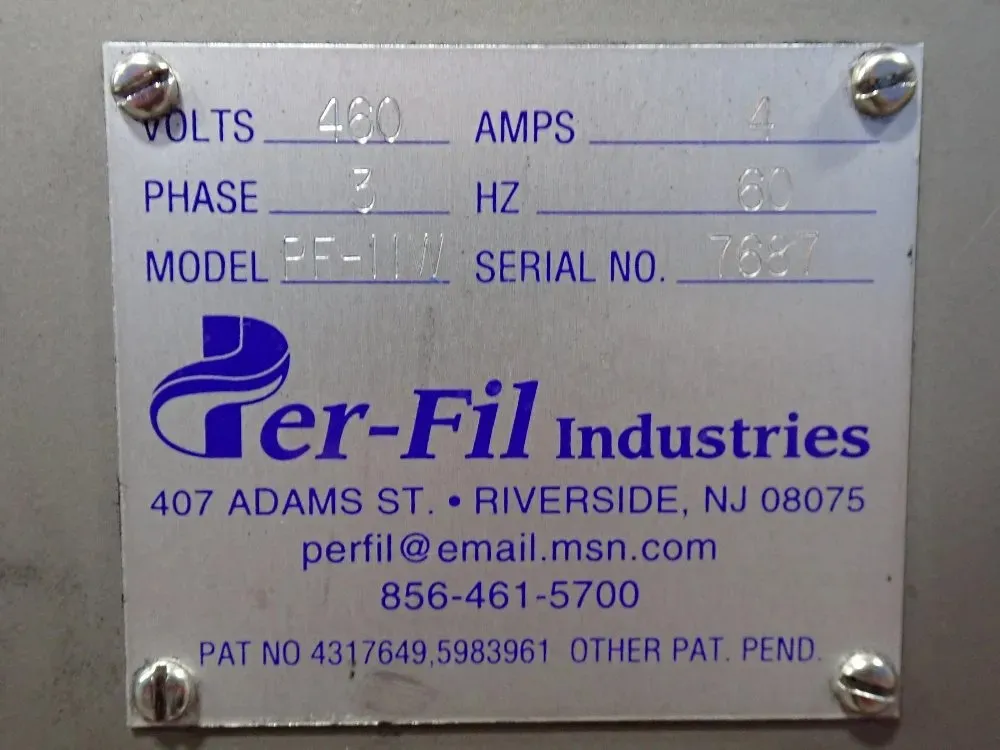 VOLTS 460 AMPS 4
PHASE 3 HZ 60
MODEL PF-11W SERIAL NO. 7687
Per-Fil Industries
407 ADAMS ST. • RIVERSIDE, NJ 08075
perfil@email.msn.com
856-461-5700
PAT NO 4317649,5983961 OTHER PAT. PEND.